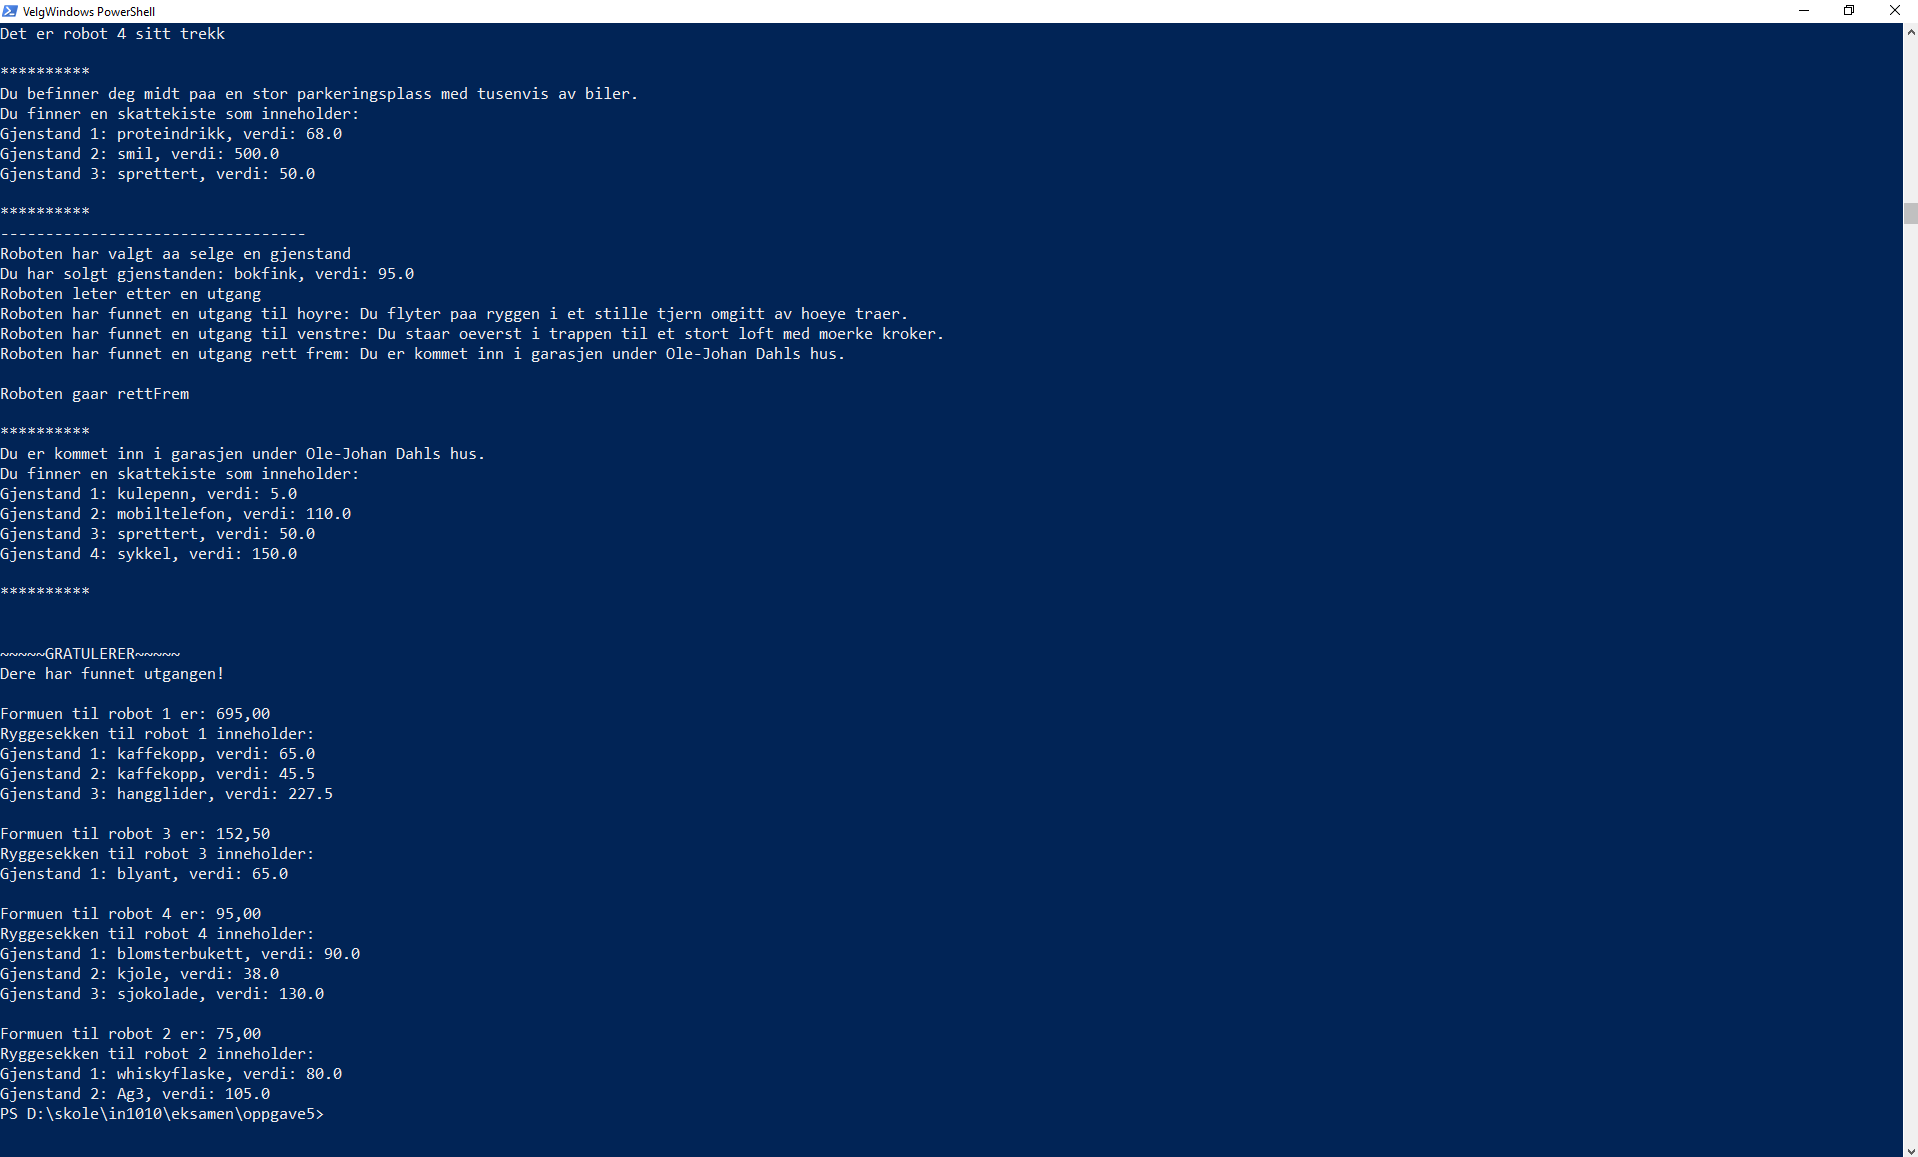 VelgWindows PowerShell
Det er robot 4 sitt trekk
**********
Du befinner deg midt paa en stor parkeringsplass med tusenvis av biler.
Du finner en skattekiste som inneholder:
Gjenstand 1: proteindrikk, verdi: 68.0
Gjenstand 2: smil, verdi: 500.0
Gjenstand 3: sprettert, verdi: 50.0
**********
----------------------------------
Roboten har valgt aa selge en gjenstand
Du har solgt gjenstanden: bokfink, verdi: 95.0
Roboten leter etter en utgang
Roboten har funnet en utgang til hoyre: Du flyter paa ryggen i et stille tjern omgitt av hoeye traer.
Roboten har funnet en utgang til venstre: Du staar oeverst i trappen til et stort loft med moerke kroker.
Roboten har funnet en utgang rett frem: Du er kommet inn i garasjen under Ole-Johan Dahls hus.
Roboten gaar rettFrem
**********
Du er kommet inn i garasjen under Ole-Johan Dahls hus.
Du finner en skattekiste som inneholder:
Gjenstand 1: kulepenn, verdi: 5.0
Gjenstand 2: mobiltelefon, verdi: 110.0
Gjenstand 3: sprettert, verdi: 50.0
Gjenstand 4: sykkel, verdi: 150.0
**********
~~~~~GRATULERER~~~~~
Dere har funnet utgangen!
Formuen til robot 1 er: 695,00
Ryggesekken til robot 1 inneholder:
Gjenstand 1: kaffekopp, verdi: 65.0
Gjenstand 2: kaffekopp, verdi: 45.5
Gjenstand 3: hangglider, verdi: 227.5
Formuen til robot 3 er: 152,50
Ryggesekken til robot 3 inneholder:
Gjenstand 1: blyant, verdi: 65.0
Formuen til robot 4 er: 95,00
Ryggesekken til robot 4 inneholder:
Gjenstand 1: blomsterbukett, verdi: 90.0
Gjenstand 2: kjole, verdi: 38.0
Gjenstand 3: sjokolade, verdi: 130.0
Formuen til robot 2 er: 75,00
Ryggesekken til robot 2 inneholder:
Gjenstand 1: whiskyflaske, verdi: 80.0
Gjenstand 2: Ag3, verdi: 105.0
PS D:\skole\in1010\eksamen\oppgave5>